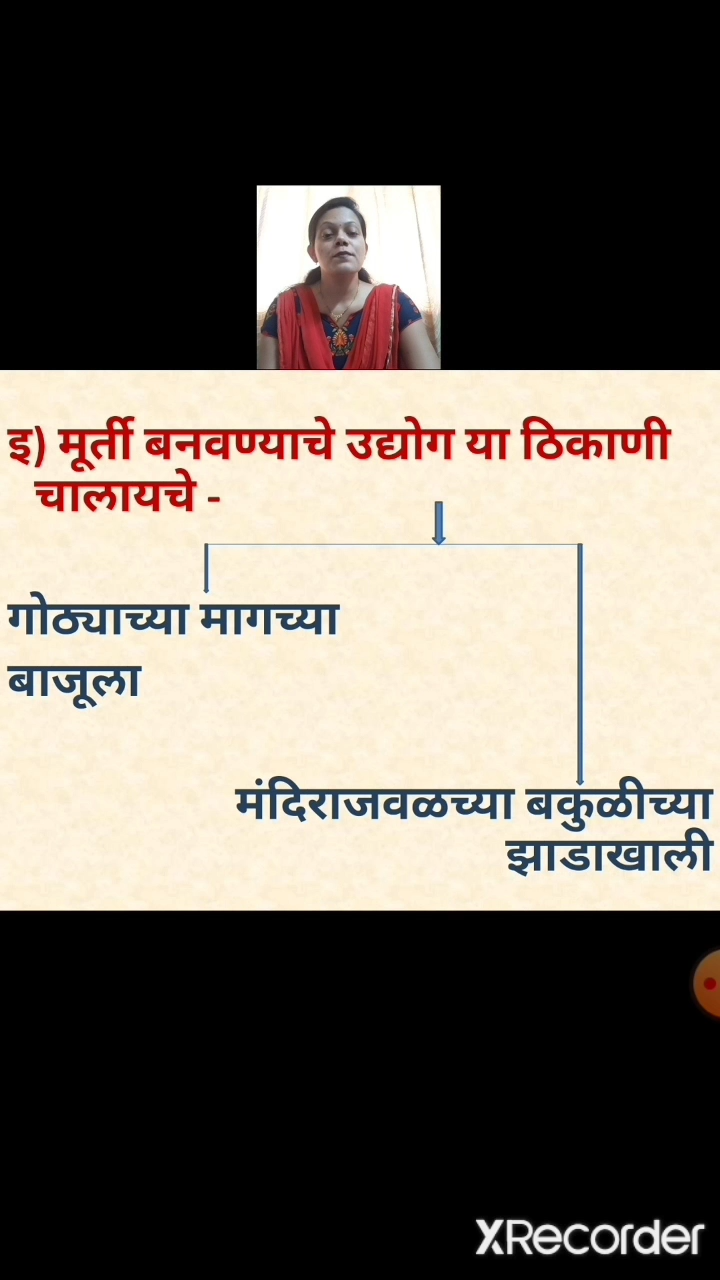 इ) मूर्ती बनवण्याचे उद्योग या ठिकाणी
चालायचे -
गोठ्याच्या मागच्या
बाजूला
मंदिराजवळच्या बकुळीच्या
झाडाखाली
XRecorder